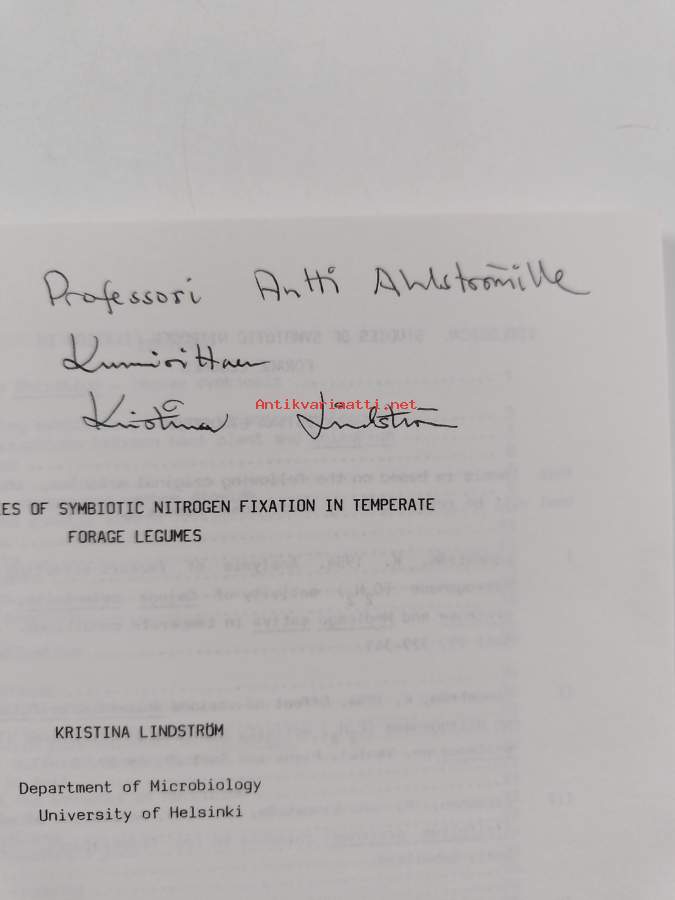 Professori Antti Ahlströmille
Kunnioittaen
Antikvariaatti.net
Kristina Lindström
ES OF SYMBIOTIC NITROGEN FIXATION IN TEMPERATE
FORAGE LEGUMES
KRISTINA LINDSTRÖM
Department of Microbiology
University of Helsinki